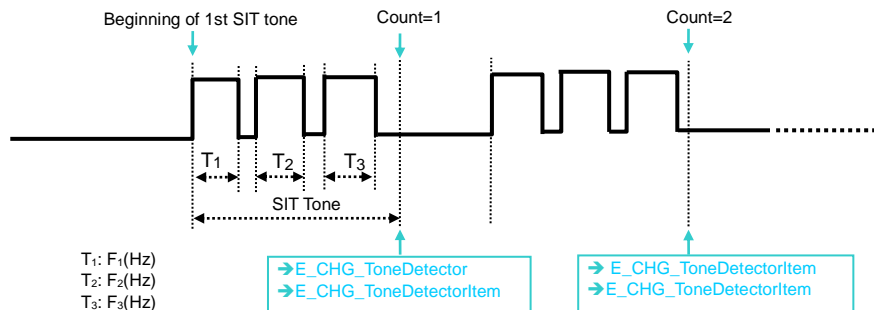 Beginning of 1st SIT tone
Count=1
Count=2
T1
T2
T3
SIT Tone
T1: F1(Hz)
T2: F2(Hz)
T3: F3(Hz)
➔E_CHG_ToneDetector
➔E_CHG_ToneDetectorItem
➔ E_CHG_ToneDetectorItem
➔E_CHG_ToneDetectorItem